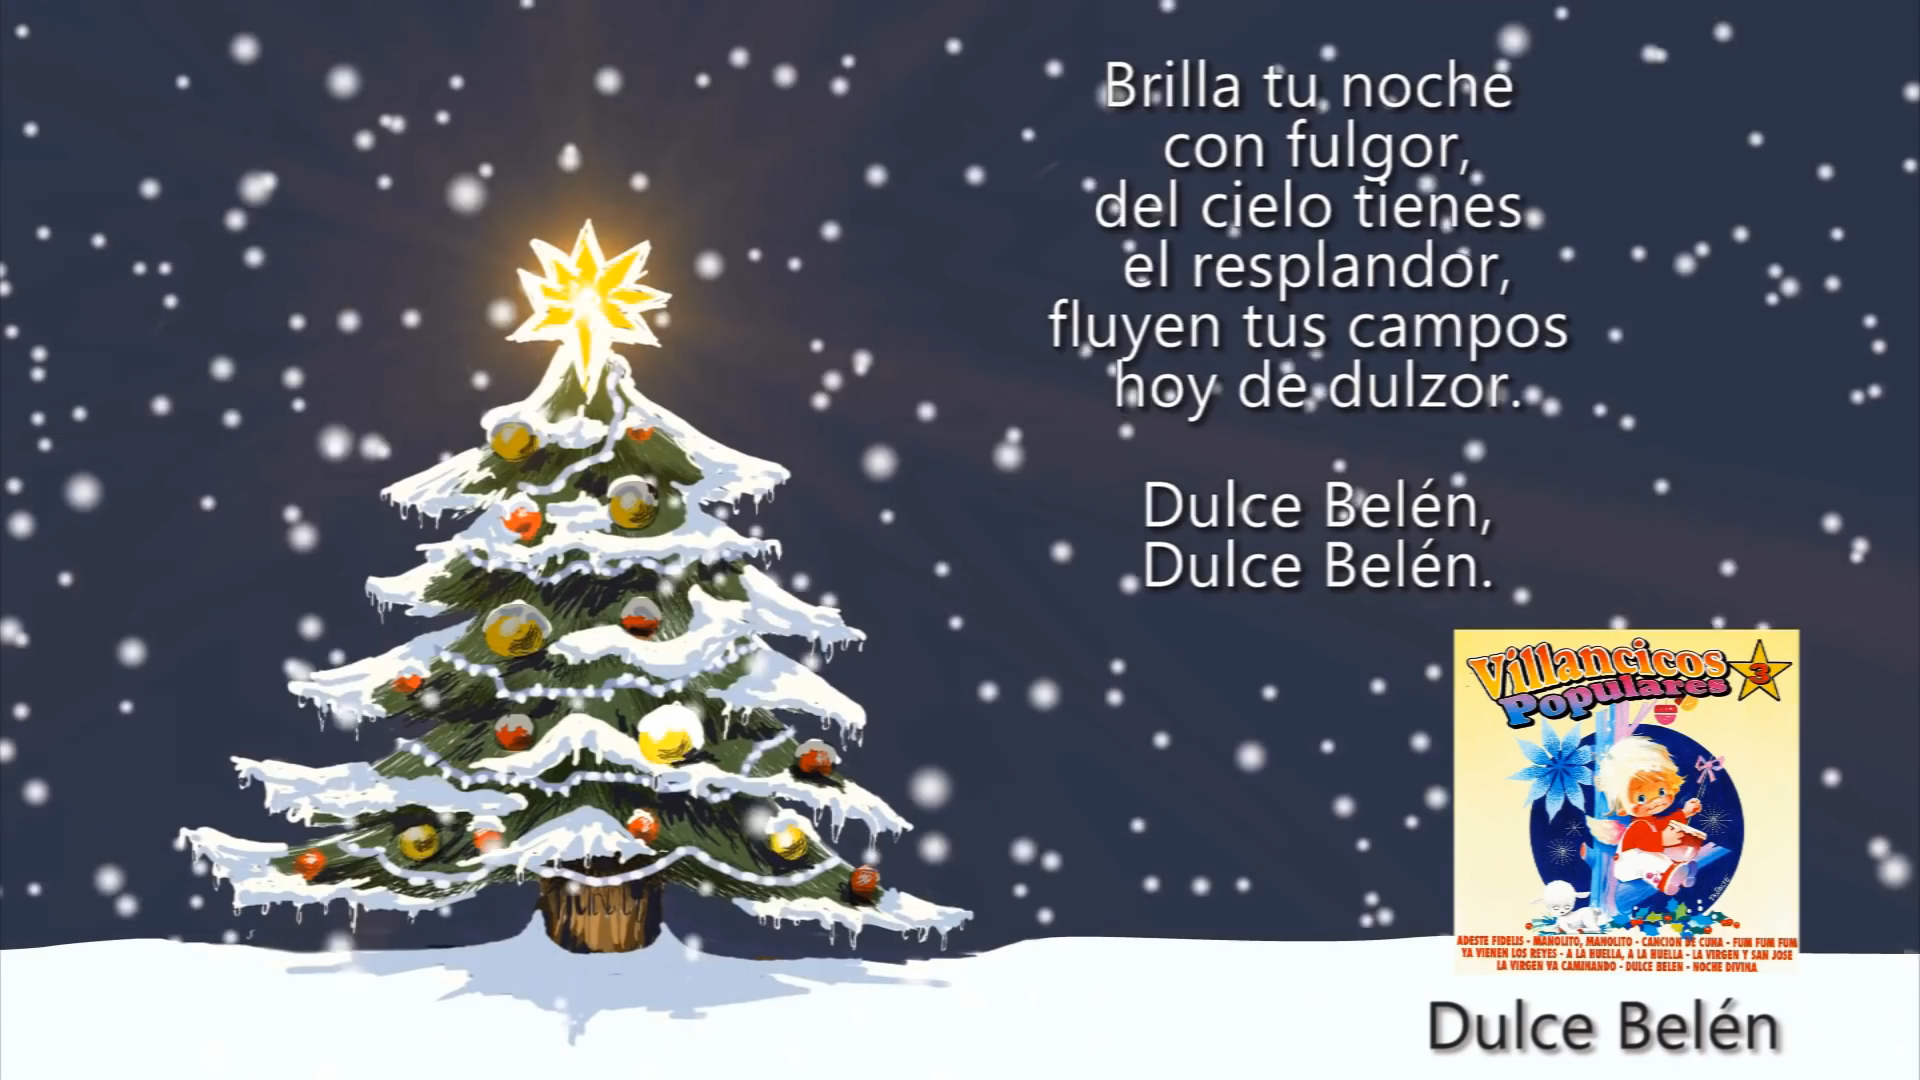 Brilla tu noche
con fulgor,
del cielo tienes
el resplandor,
fluyen tus campos
hoy de dulzor.
Dulce Belén,
Dulce Belén.
Villancicos
Populares
3
ADESTE FIDELIS - MANOLITO, MANOLITO - CANCION DE CUNA - FUM FUM FUM
YA VIENEN LOS REYES - A LA HUELLA, A LA HUELLA - LA VIRGEN Y SAN JOSE
LA VIRGEN VA CAMINANDO - DULCE BELEN - NOCHE DIVINA
Dulce Belén